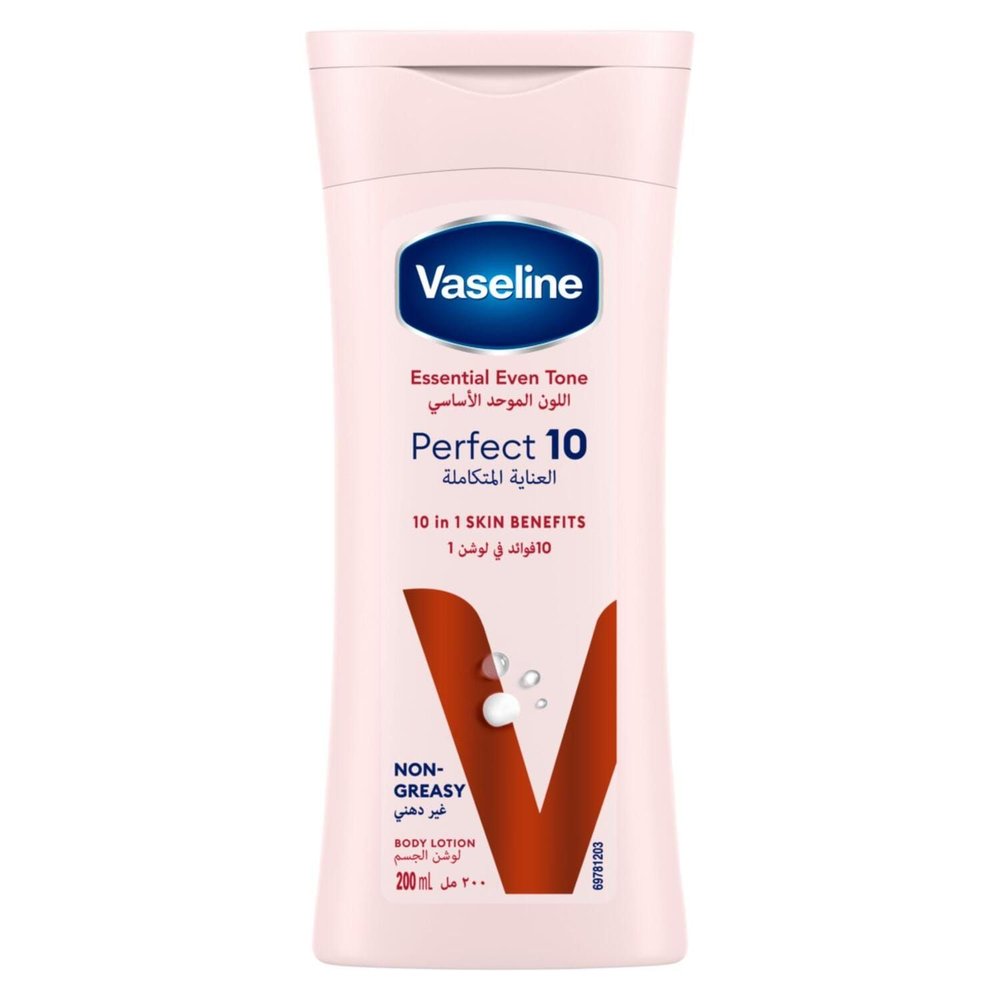 Vaseline
Essential Even Tone
اللون الموحد الأساسي
Perfect 10
العناية المتكاملة
10 in 1 SKIN BENEFITS
10فوائد في لوشن 1
NON-
GREASY
غير دهني
BODY LOTION
لوشن الجسم
200 mL ٢٠٠ مل
69781203